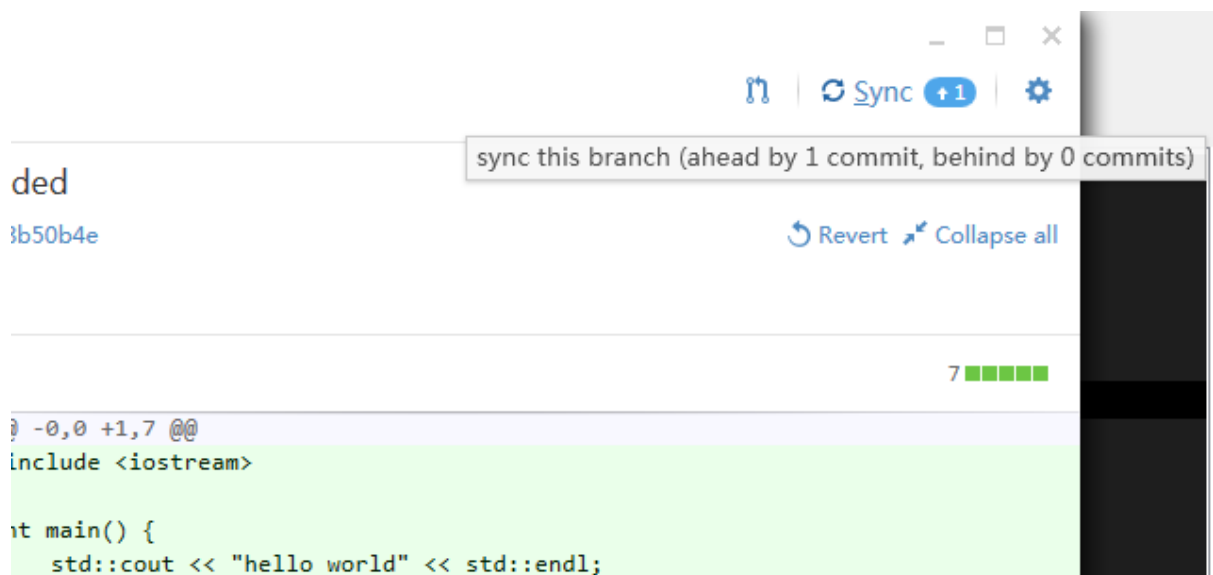 Sync +1
sync this branch (ahead by 1 commit, behind by 0 commits)
ded
3b50b4e
Revert Collapse all
7
@ -0,0 +1,7 @@
include <iostream>
nt main() {
std::cout << "hello world" << std::endl;